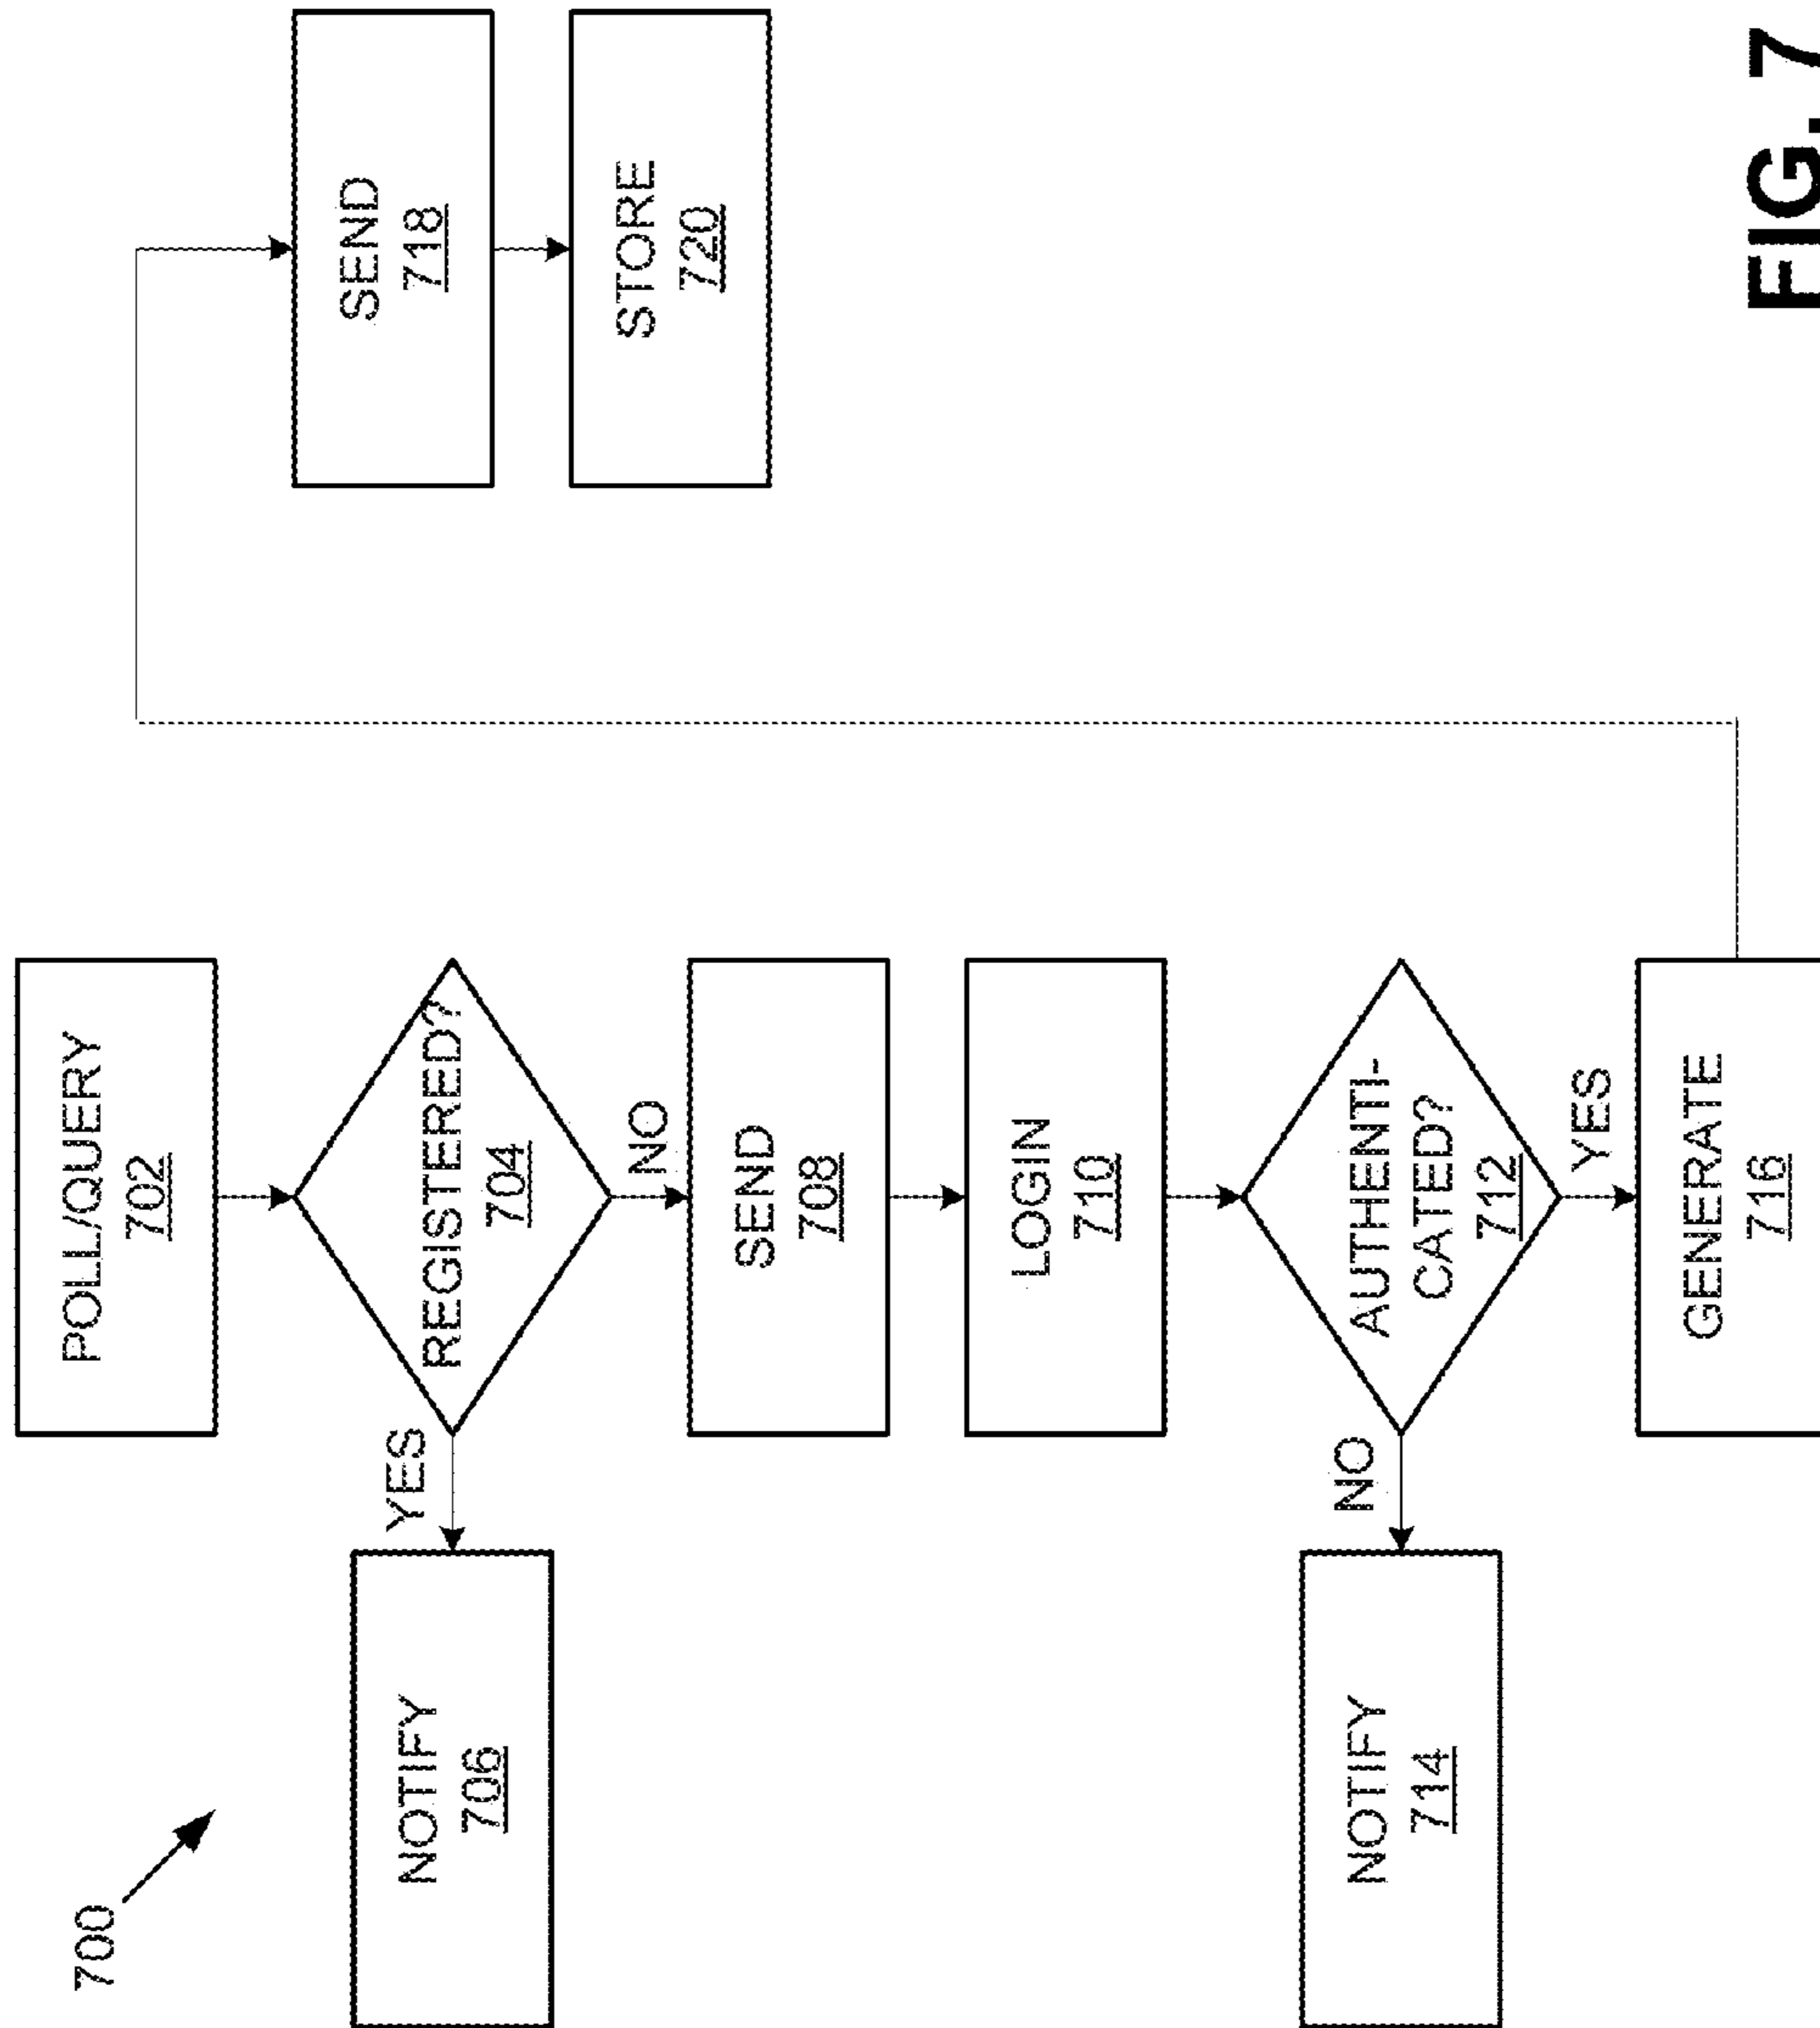 700
POLL/QUERY
702
REGISTERED?
704
YES
NOTIFY
706
NO
SEND
708
LOGIN
710
AUTHENTI-
CATED?
712
NO
NOTIFY
714
YES
GENERATE
716
SEND
718
STORE
720
FIG. 7